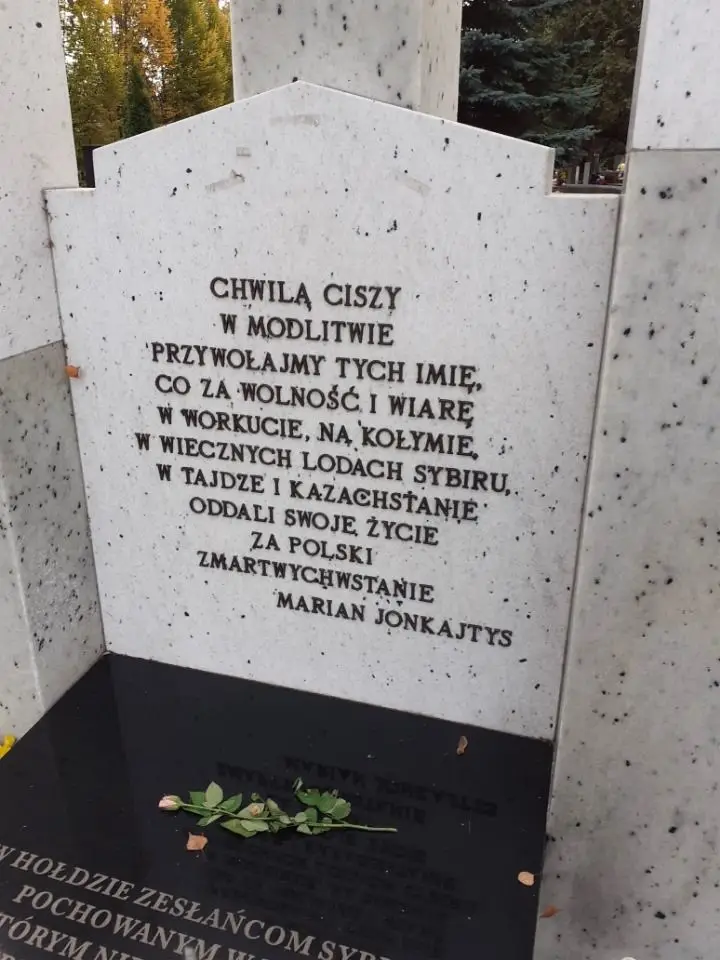 CHWILĄ CISZY
W MODLITWIE
PRZYWOŁAJMY TYCH IMIĘ,
CO ZA WOLNOŚĆ I WIARĘ
W WORKUCIE, NA KOŁYMIE,
W WIECZNYCH LODACH SYBIRU,
W TAJDZE I KAZACHSTANIE
ODDALI SWOJE ŻYCIE
ZA POLSKI
ZMARTWYCHWSTANIE
MARIAN JONKAJTYS
W HOŁDZIE ZESŁAŃCOM
POCHOWANYM